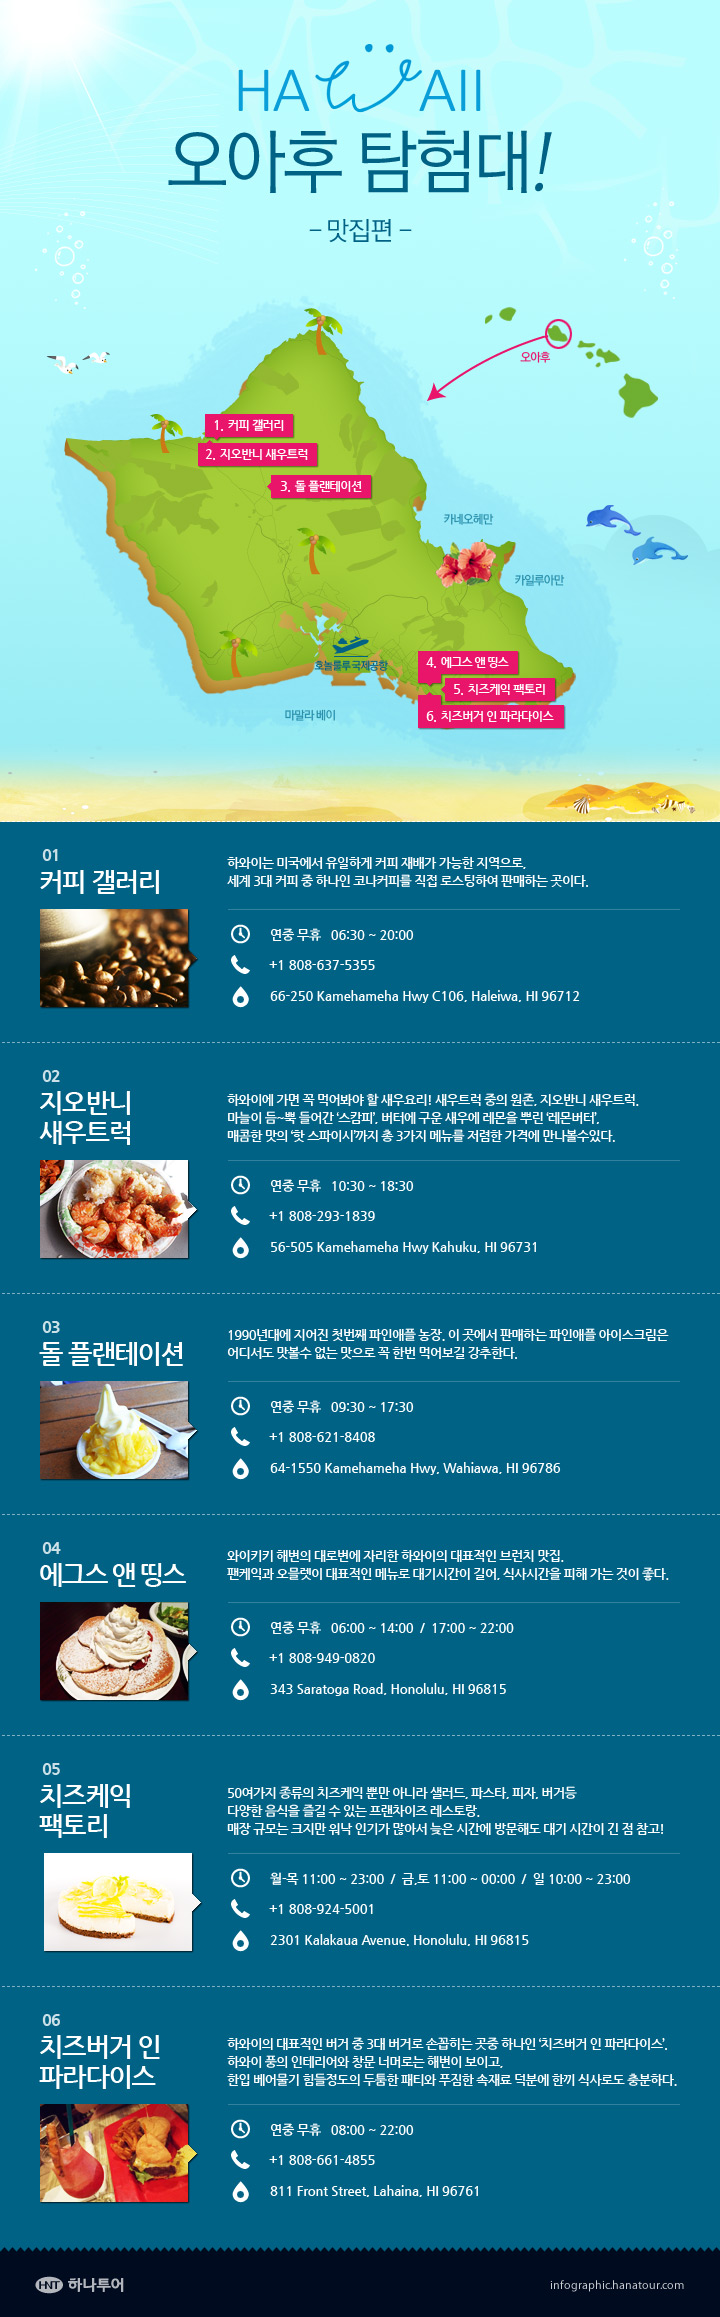 HAWAII
오아후 탐험대!
– 맛집편 –
오아후
1. 커피 갤러리
2. 지오반니 새우트럭
3. 돌 플랜테이션
카네오헤만
카일루아만
호놀룰루 국제공항
4. 에그스 앤 띵스
5. 치즈케익 팩토리
6. 치즈버거 인 파라다이스
마말라 베이
01
커피 갤러리
하와이는 미국에서 유일하게 커피 재배가 가능한 지역으로,
세계 3대 커피 중 하나인 코나커피를 직접 로스팅하여 판매하는 곳이다.
연중 무휴 06:30 ~ 20:00
+1 808-637-5355
66-250 Kamehameha Hwy C106, Haleiwa, HI 96712
02
지오반니
새우트럭
하와이에 가면 꼭 먹어봐야 할 새우요리! 새우트럭 중의 원존, 지오반니 새우트럭.
마늘이 듬~뿍 들어간 '스캄피', 버터에 구운 새우에 레몬을 뿌린 '레몬버터',
매콤한 맛의 '핫 스파이시'까지 총 3가지 메뉴를 저렴한 가격에 만나볼수있다.
연중 무휴 10:30 ~ 18:30
+1 808-293-1839
56-505 Kamehameha Hwy Kahuku, HI 96731
03
돌 플랜테이션
1990년대에 지어진 첫번째 파인애플 농장. 이 곳에서 판매하는 파인애플 아이스크림은
어디서도 맛볼수 없는 맛으로 꼭 한번 먹어보길 강추한다.
연중 무휴 09:30 ~ 17:30
+1 808-621-8408
64-1550 Kamehameha Hwy, Wahiawa, HI 96786
04
에그스 앤 띵스
와이키키 해변의 대로변에 자리한 하와이의 대표적인 브런치 맛집.
팬케익과 오믈렛이 대표적인 메뉴로 대기시간이 길어, 식사시간을 피해 가는 것이 좋다.
연중 무휴 06:00 ~ 14:00 / 17:00 ~ 22:00
+1 808-949-0820
343 Saratoga Road, Honolulu, HI 96815
05
치즈케익
팩토리
50여가지 종류의 치즈케익 뿐만 아니라 샐러드, 파스타, 피자, 버거등
다양한 음식을 즐길 수 있는 프랜차이즈 레스토랑.
매장 규모는 크지만 워낙 인기가 많아서 늦은 시간에 방문해도 대기 시간이 긴 점 참고!
월-목 11:00 ~ 23:00 / 금,토 11:00 ~ 00:00 / 일 10:00 ~ 23:00
+1 808-924-5001
2301 Kalakaua Avenue, Honolulu, HI 96815
06
치즈버거 인
파라다이스
하와이의 대표적인 버거 중 3대 버거로 손꼽히는 곳중 하나인 '치즈버거 인 파라다이스'.
하와이 풍의 인테리어와 창문 너머로는 해변이 보이고,
한입 베어물기 힘들정도의 두툼한 패티와 푸짐한 속재료 덕분에 한끼 식사로도 충분하다.
연중 무휴 08:00 ~ 22:00
+1 808-661-4855
811 Front Street, Lahaina, HI 96761
HNT 하나투어
infographic.hanatour.com